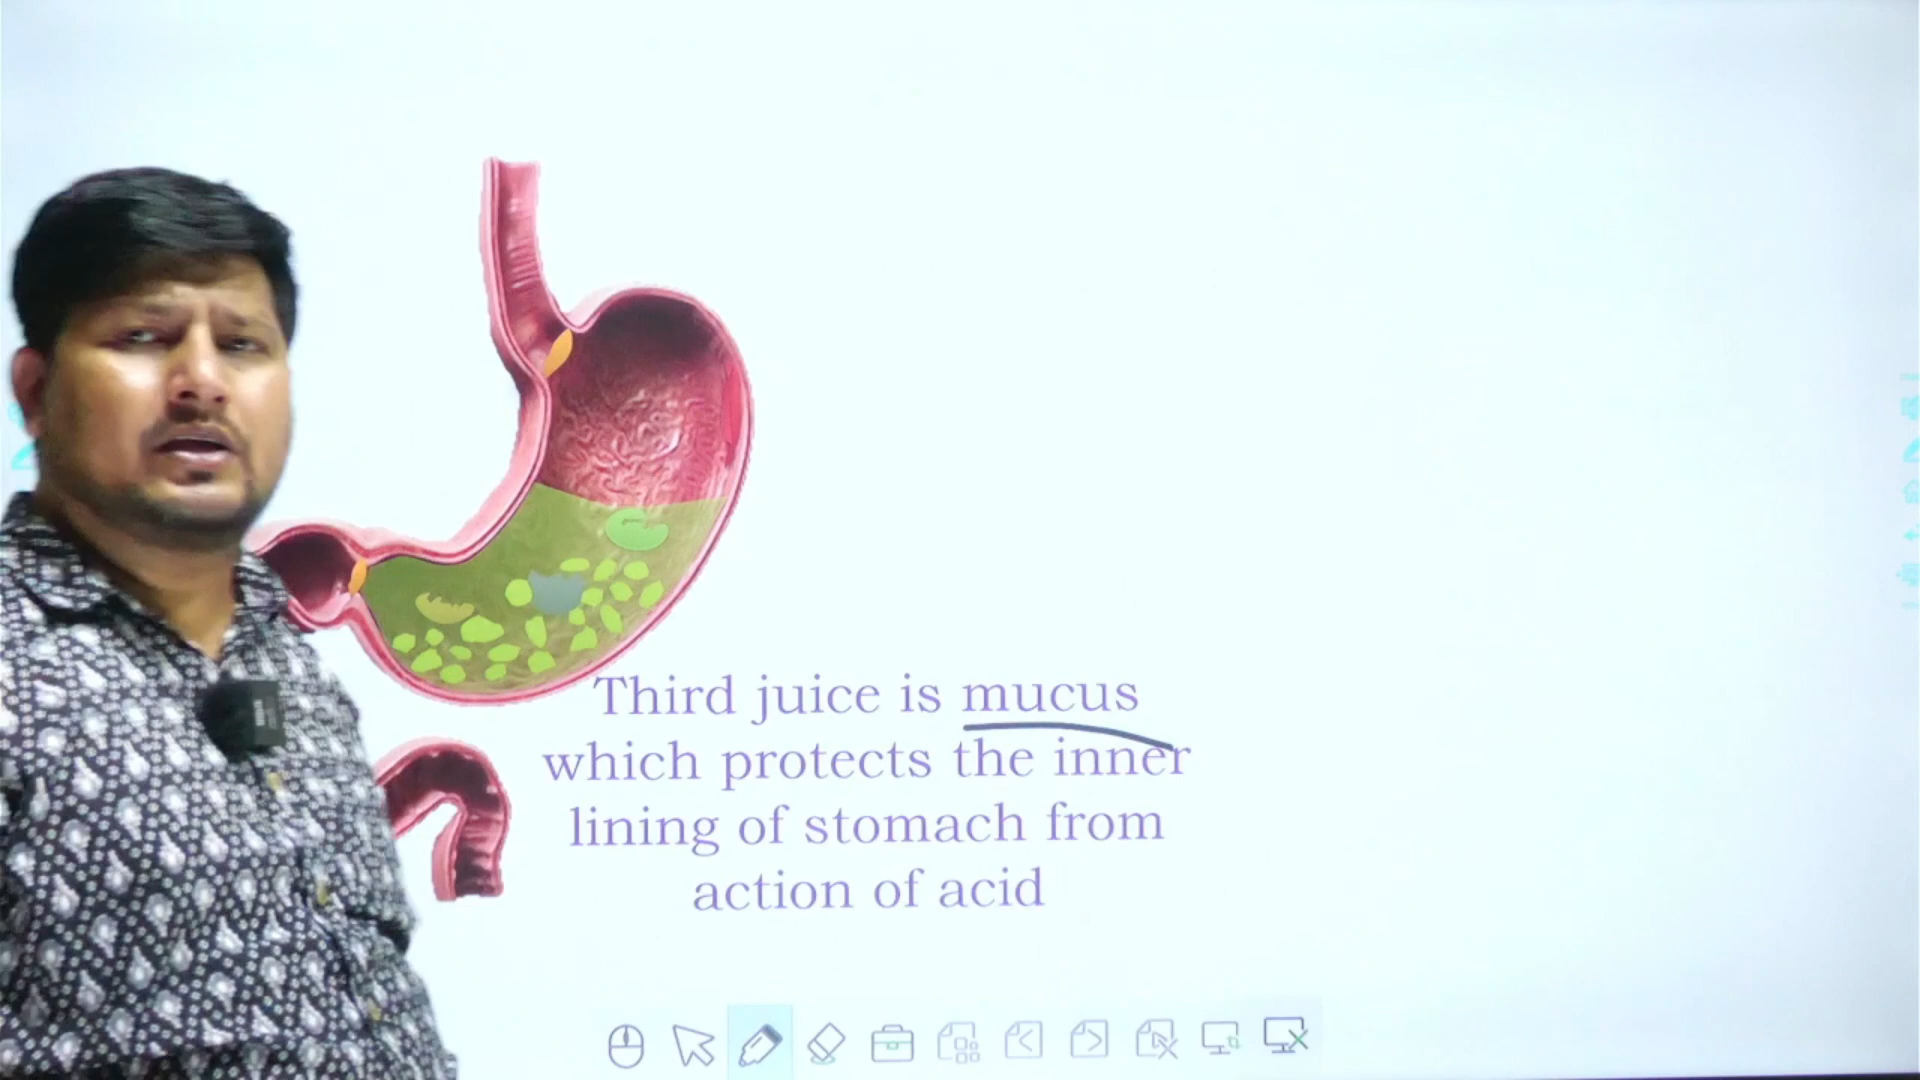 Third juice is mucus
which protects the inner
lining of stomach from
action of acid